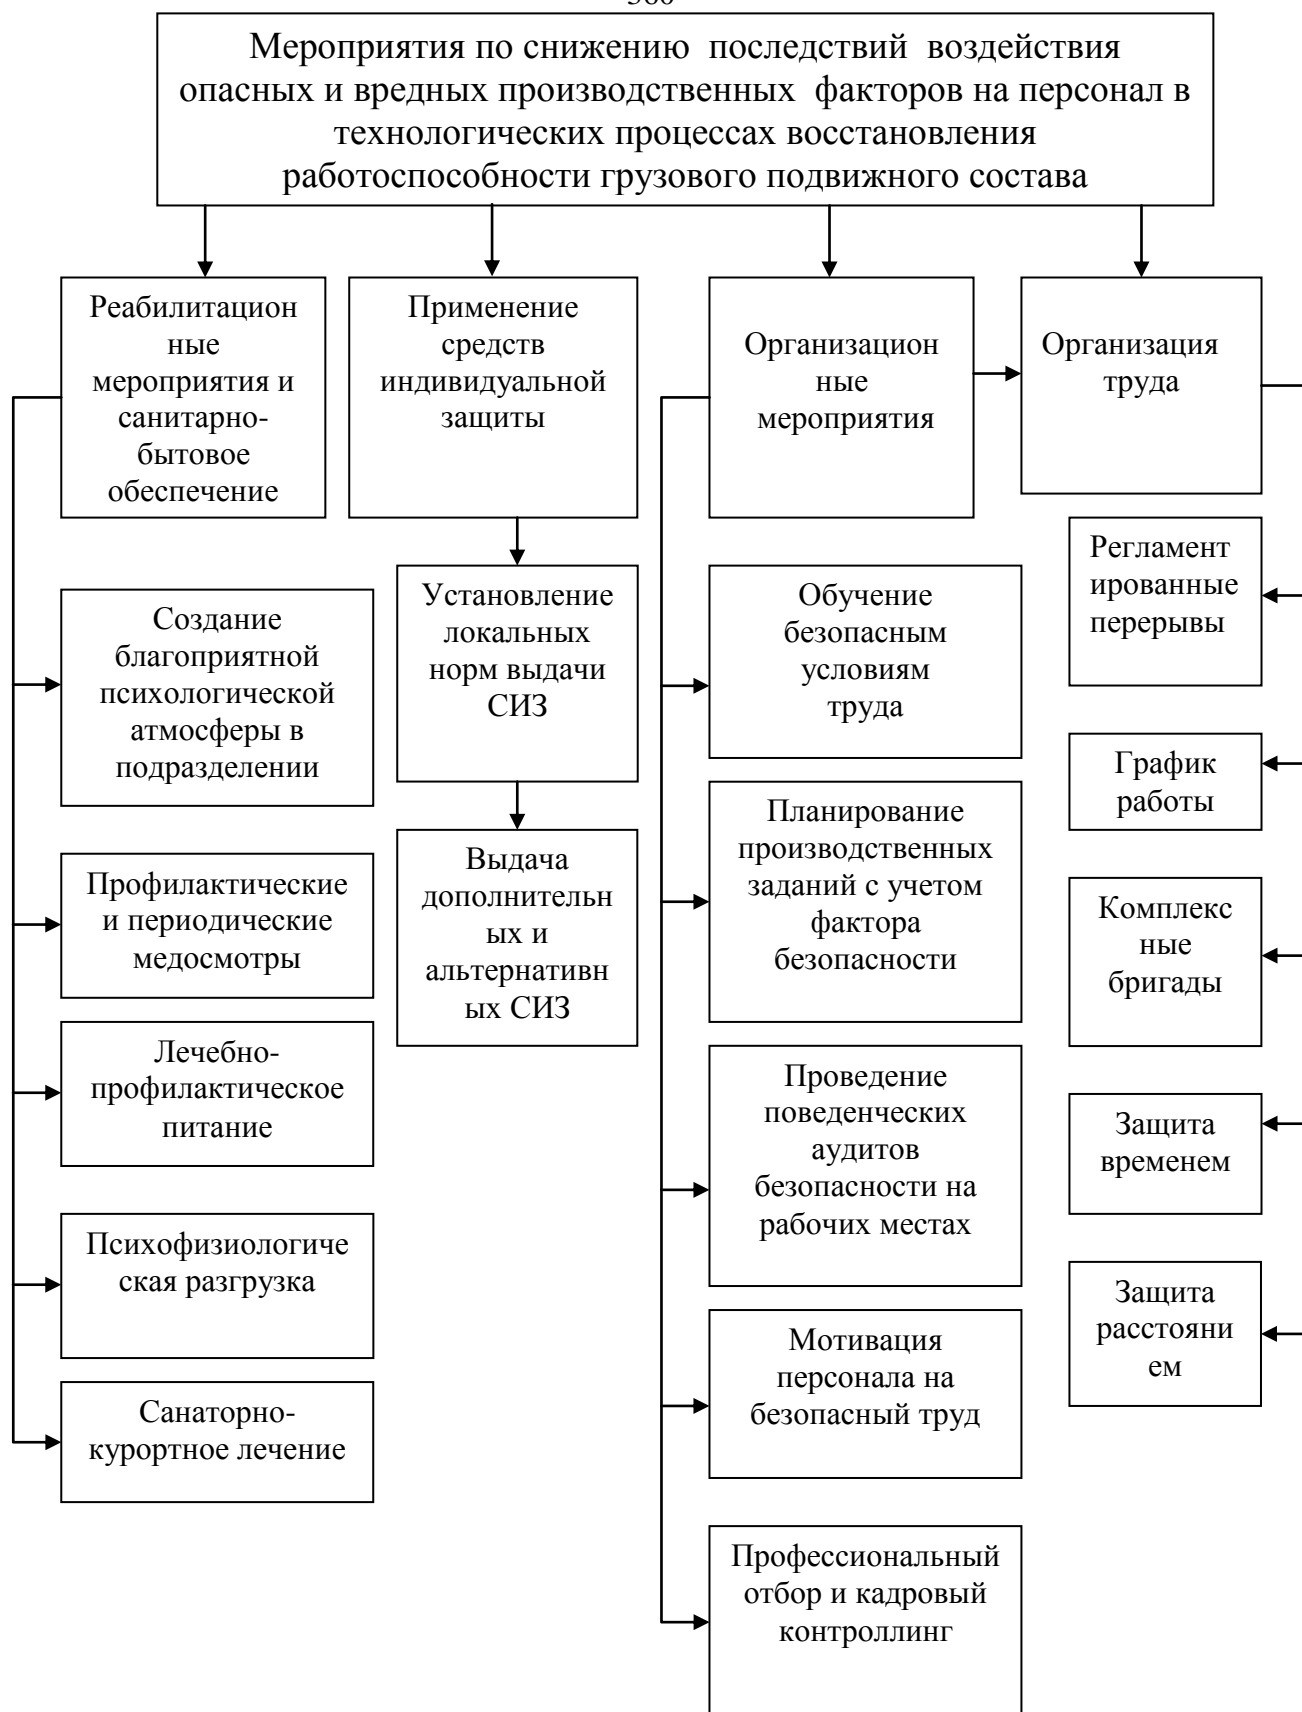 Мероприятия по снижению последствий воздействия
опасных и вредных производственных факторов на персонал в
технологических процессах восстановления
работоспособности грузового подвижного состава
Реабилитацион
ные
мероприятия и
санитарно-
бытовое
обеспечение
Применение
средств
индивидуальной
защиты
Организацион
ные
мероприятия
Организация
труда
Создание
благоприятной
психологической
атмосферы в
подразделении
Профилактические
и периодические
медосмотры
Лечебно-
профилактическое
питание
Психофизиологиче
ская разгрузка
Санаторно-
курортное лечение
Установление
локальных
норм выдачи
СИЗ
Выдача
дополнительн
ых и
альтернативн
ых СИЗ
Обучение
безопасным
условиям
труда
Планирование
производственных
заданий с учетом
фактора
безопасности
Проведение
поведенческих
аудитов
безопасности на
рабочих местах
Мотивация
персонала на
безопасный труд
Профессиональный
отбор и кадровый
контроллинг
Регламент
ированные
перерывы
График
работы
Комплекс
ные
бригады
Защита
временем
Защита
расстояни
ем